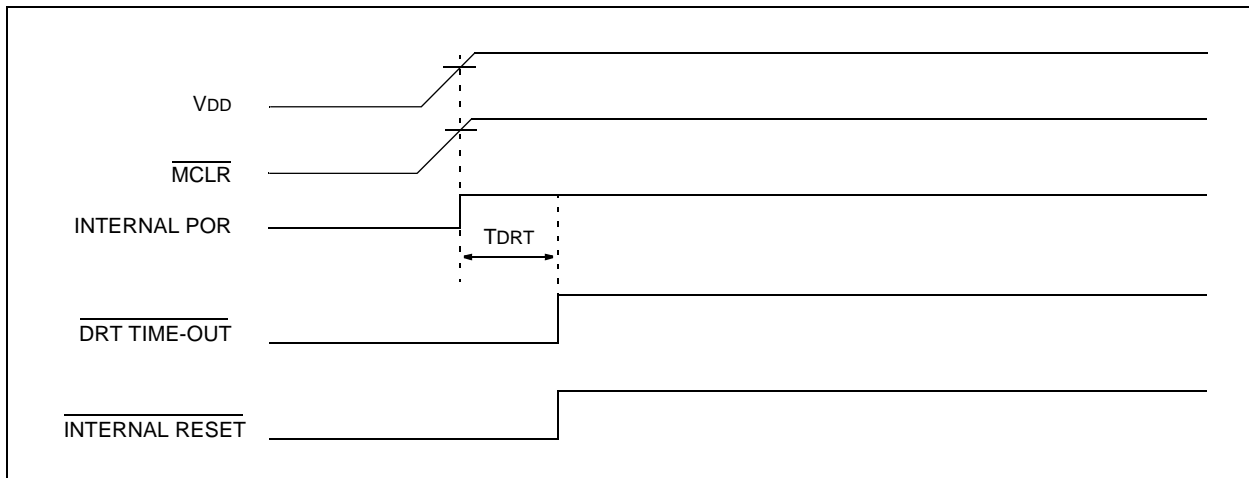 VDD
MCLR
INTERNAL POR
TDRT
DRT TIME-OUT
INTERNAL RESET